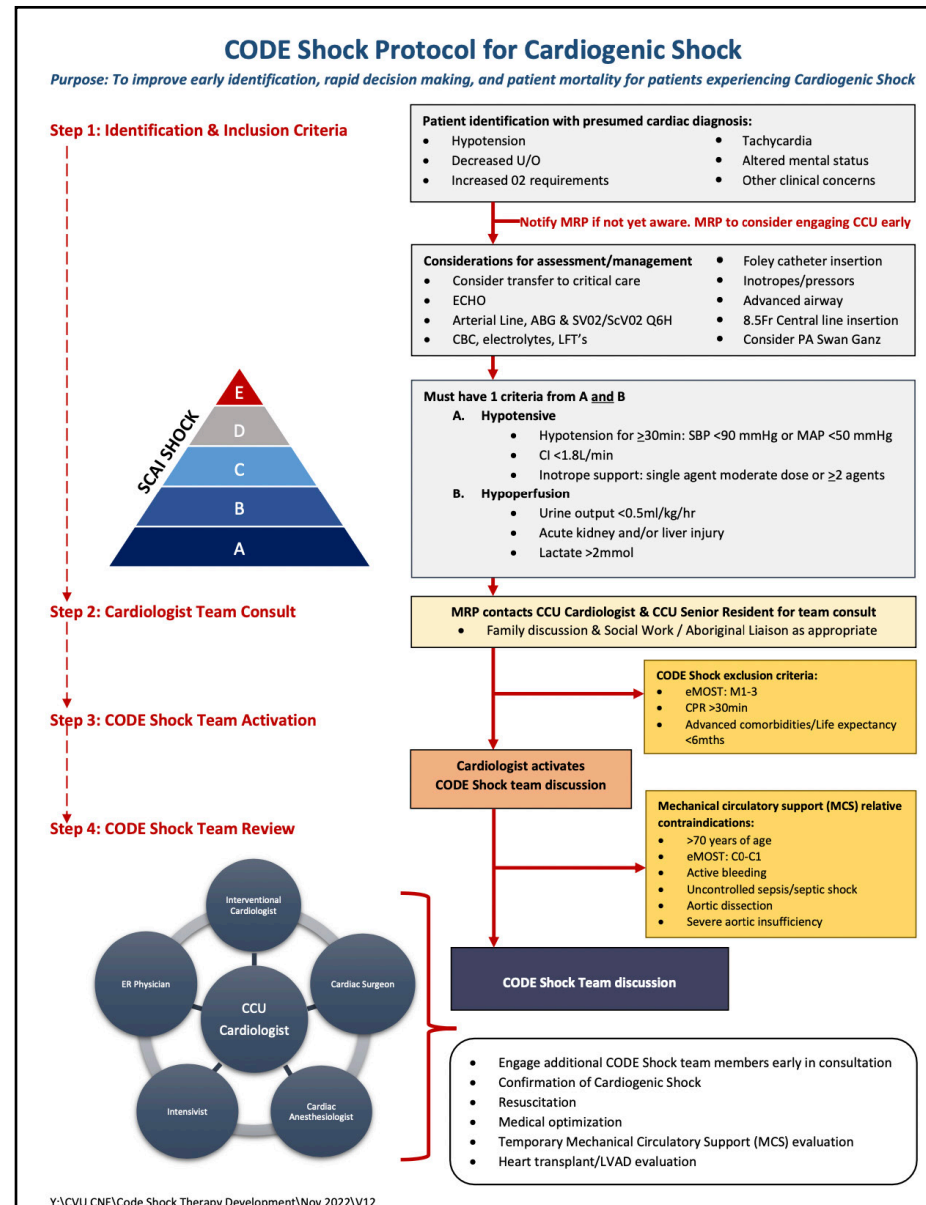 CODE Shock Protocol for Cardiogenic Shock
Purpose: To improve early identification, rapid decision making, and patient mortality for patients experiencing Cardiogenic Shock
Step 1: Identification & Inclusion Criteria
Patient identification with presumed cardiac diagnosis:
• Hypotension
• Decreased U/O
• Increased 02 requirements
• Tachycardia
• Altered mental status
• Other clinical concerns
Notify MRP if not yet aware. MRP to consider engaging CCU early
Considerations for assessment/management
• Consider transfer to critical care
• ECHO
• Arterial Line, ABG & SV02/ScV02 Q6H
• CBC, electrolytes, LFT's
• Foley catheter insertion
• Inotropes/pressors
• Advanced airway
• 8.5Fr Central line insertion
• Consider PA Swan Ganz
SCAI SHOCK
E
D
C
B
A
Must have 1 criteria from A and B
A. Hypotensive
• Hypotension for ≥30min: SBP <90 mmHg or MAP <50 mmHg
• CI <1.8L/min
• Inotrope support: single agent moderate dose or ≥2 agents
B. Hypoperfusion
• Urine output <0.5ml/kg/hr
• Acute kidney and/or liver injury
• Lactate >2mmol
Step 2: Cardiologist Team Consult
MRP contacts CCU Cardiologist & CCU Senior Resident for team consult
• Family discussion & Social Work / Aboriginal Liaison as appropriate
CODE Shock exclusion criteria:
• eMOST: M1-3
• CPR >30min
• Advanced comorbidities/Life expectancy
<6mths
Step 3: CODE Shock Team Activation
Cardiologist activates
CODE Shock team discussion
Mechanical circulatory support (MCS) relative
contraindications:
• >70 years of age
• eMOST: C0-C1
• Active bleeding
• Uncontrolled sepsis/septic shock
• Aortic dissection
• Severe aortic insufficiency
Step 4: CODE Shock Team Review
Interventional
Cardiologist
ER Physician
Cardiac Surgeon
CCU
Cardiologist
Intensivist
Cardiac
Anesthesiologist
CODE Shock Team discussion
• Engage additional CODE Shock team members early in consultation
• Confirmation of Cardiogenic Shock
• Resuscitation
• Medical optimization
• Temporary Mechanical Circulatory Support (MCS) evaluation
• Heart transplant/LVAD evaluation
Y:\CVU CNE\Code Shock Therapy Development\Nov 2022\V12